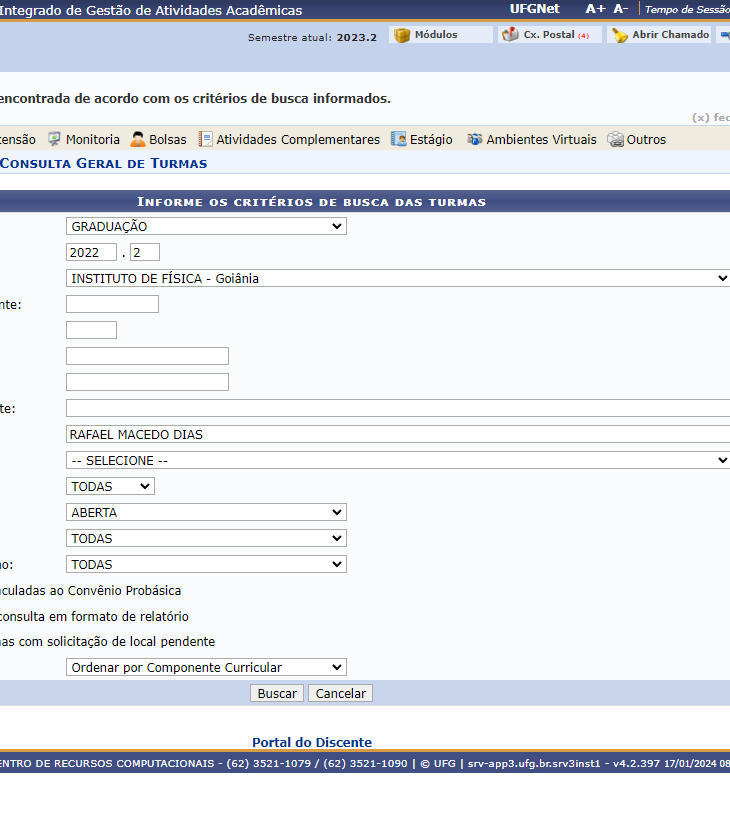 Integrado de Gestão de Atividades Acadêmicas UFGNet A+ A- Tempo de Sessão
Semestre atual: 2023.2 Módulos Cx. Postal (4) Abrir Chamado
encontrada de acordo com os critérios de busca informados.
(x) fec
tensão Monitoria Bolsas Atividades Complementares Estágio Ambientes Virtuais Outros
Consulta Geral de Turmas
Informe os critérios de busca das turmas
GRADUAÇÃO
2022 . 2
INSTITUTO DE FÍSICA - Goiânia
nte:
te:
RAFAEL MACEDO DIAS
-- SELECIONE --
TODAS
ABERTA
TODAS
ão: TODAS
culadas ao Convênio Probásica
consulta em formato de relatório
as com solicitação de local pendente
Ordenar por Componente Curricular
Buscar Cancelar
Portal do Discente
ENTRO DE RECURSOS COMPUTACIONAIS - (62) 3521-1079 / (62) 3521-1090 | © UFG | srv-app3.ufg.br.srv3inst1 - v4.2.397 17/01/2024 08